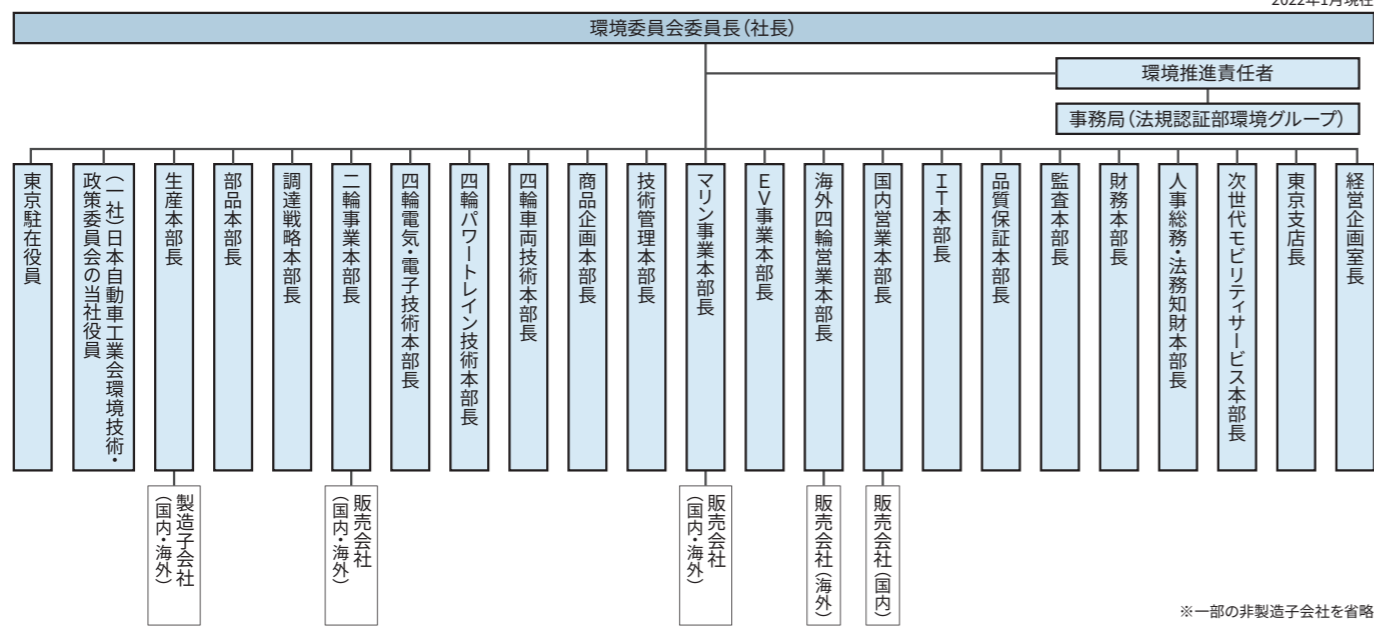 2022年1月現在
環境委員会委員長（社長）
環境推進責任者
事務局（法規認証部環境グループ）
東京駐在役員
（一社）日本自動車工業会環境技術・
政策委員会の当社役員
生産本部長
部品本部長
調達戦略本部長
二輪事業本部長
四輪電気・電子技術本部長
四輪パワートレイン技術本部長
四輪車両技術本部長
商品企画本部長
技術管理本部長
マリン事業本部長
EV事業本部長
海外四輪営業本部長
国内営業本部長
IT本部長
品質保証本部長
監査本部長
財務本部長
人事総務・法務知財本部長
次世代モビリティサービス本部長
東京支店長
経営企画室長
製造子会社
（国内・海外）
販売会社
（国内・海外）
販売会社
（国内・海外）
販売会社（海外）
販売会社（国内）
※一部の非製造子会社を省略